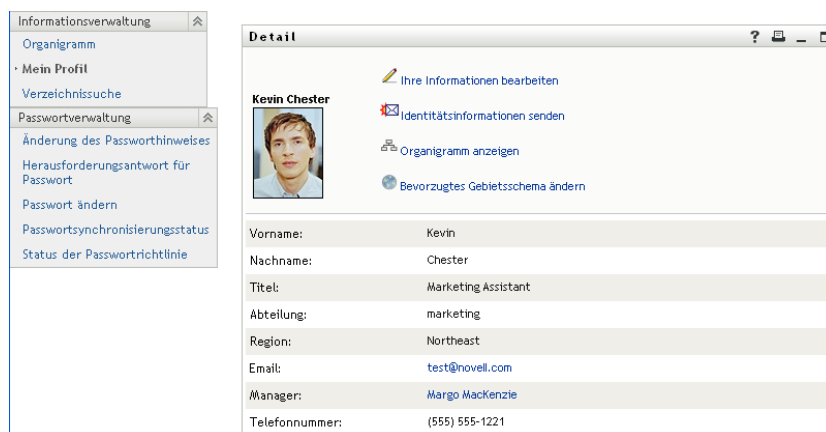 Informationsverwaltung
Organigramm
Mein Profil
Verzeichnissuche
Passwortverwaltung
Änderung des Passworthinweises
Herausforderungsantwort für
Passwort
Passwort ändern
Passwortsynchronisierungsstatus
Status der Passwortrichtlinie
Detail
?
Kevin Chester
Ihre Informationen bearbeiten
Identitätsinformationen senden
Organigramm anzeigen
Bevorzugtes Gebietsschema ändern
Vorname: Kevin
Nachname: Chester
Titel: Marketing Assistant
Abteilung: marketing
Region: Northeast
Email: test@novell.com
Manager: Margo MacKenzie
Telefonnummer: (555) 555-1221